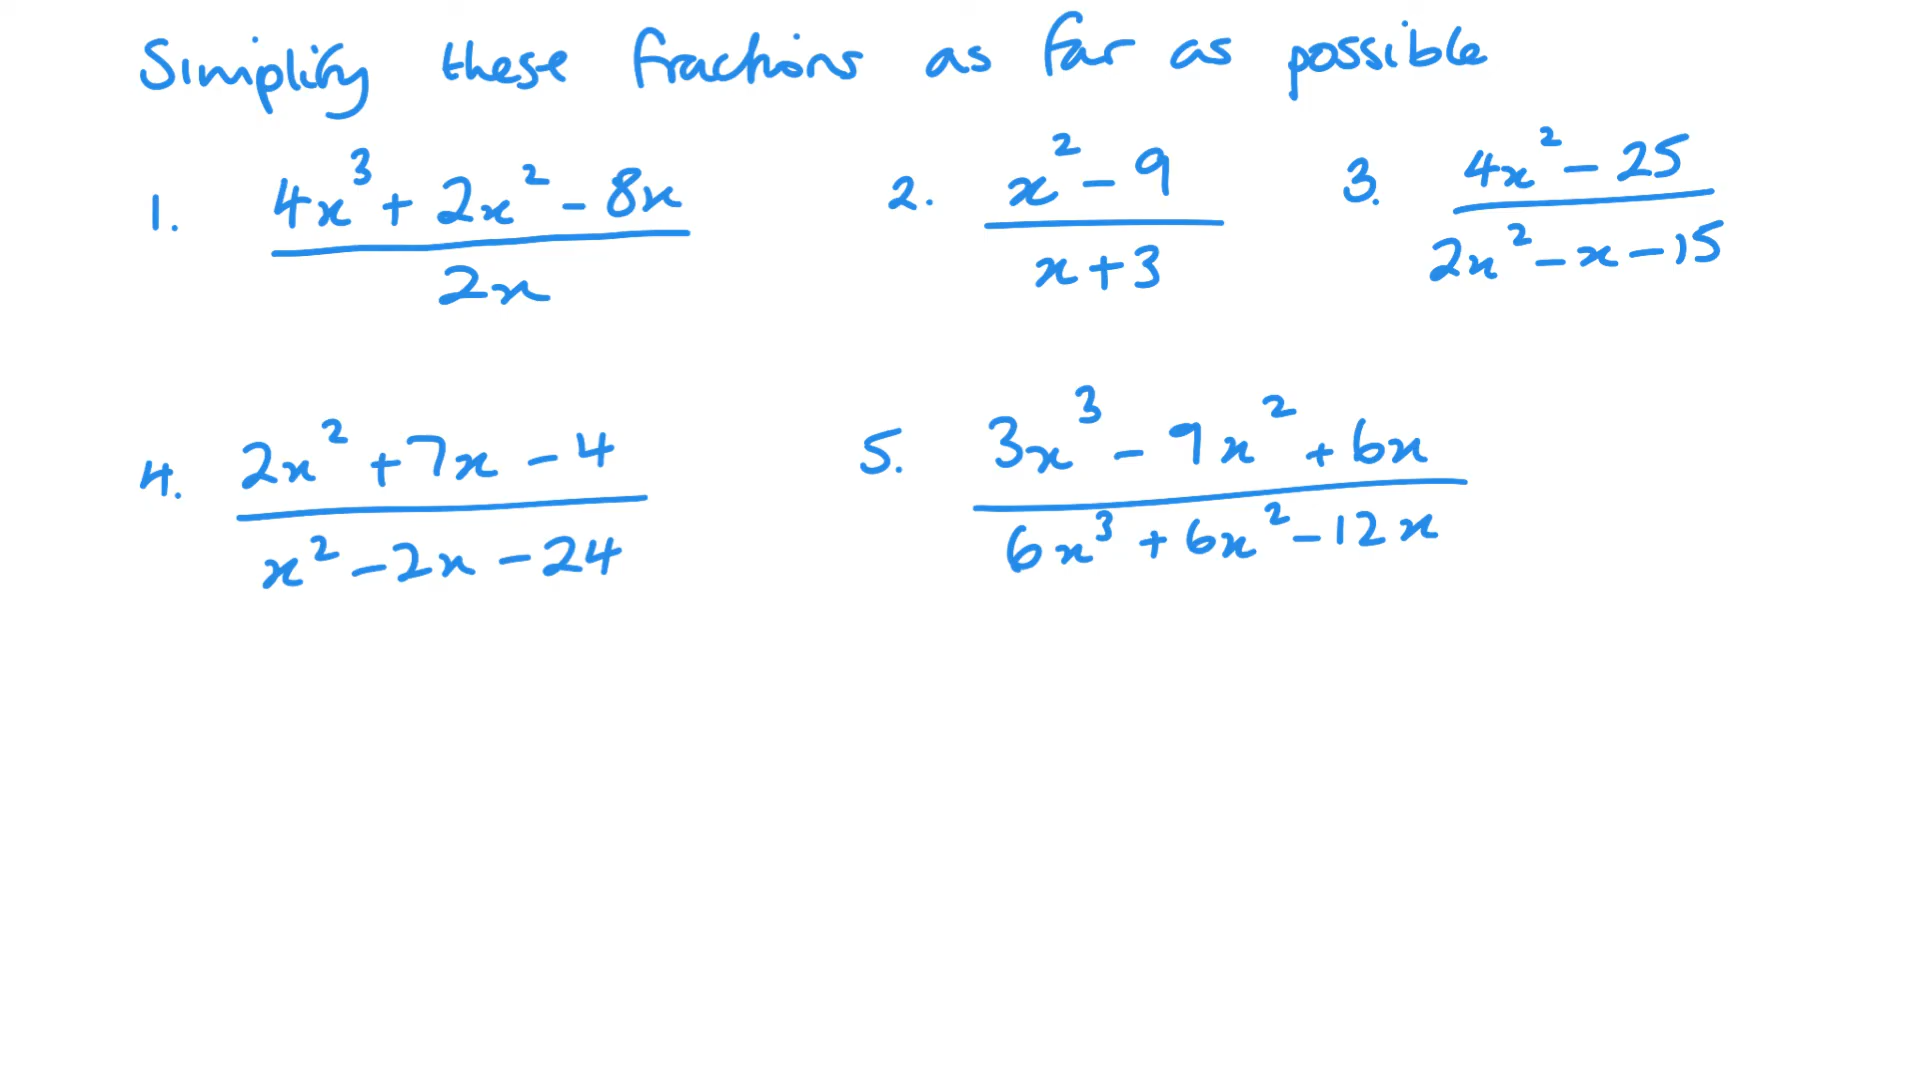 Simplify these fractions as far as possible
1. (4x³ + 2x² - 8x)/(2x)
2. (x² - 9)/(x + 3)
3. (4x² - 25)/(2x² - x - 15)
4. (2x² + 7x - 4)/(x² - 2x - 24)
5. (3x³ - 9x² + 6x)/(6x³ + 6x² - 12x)